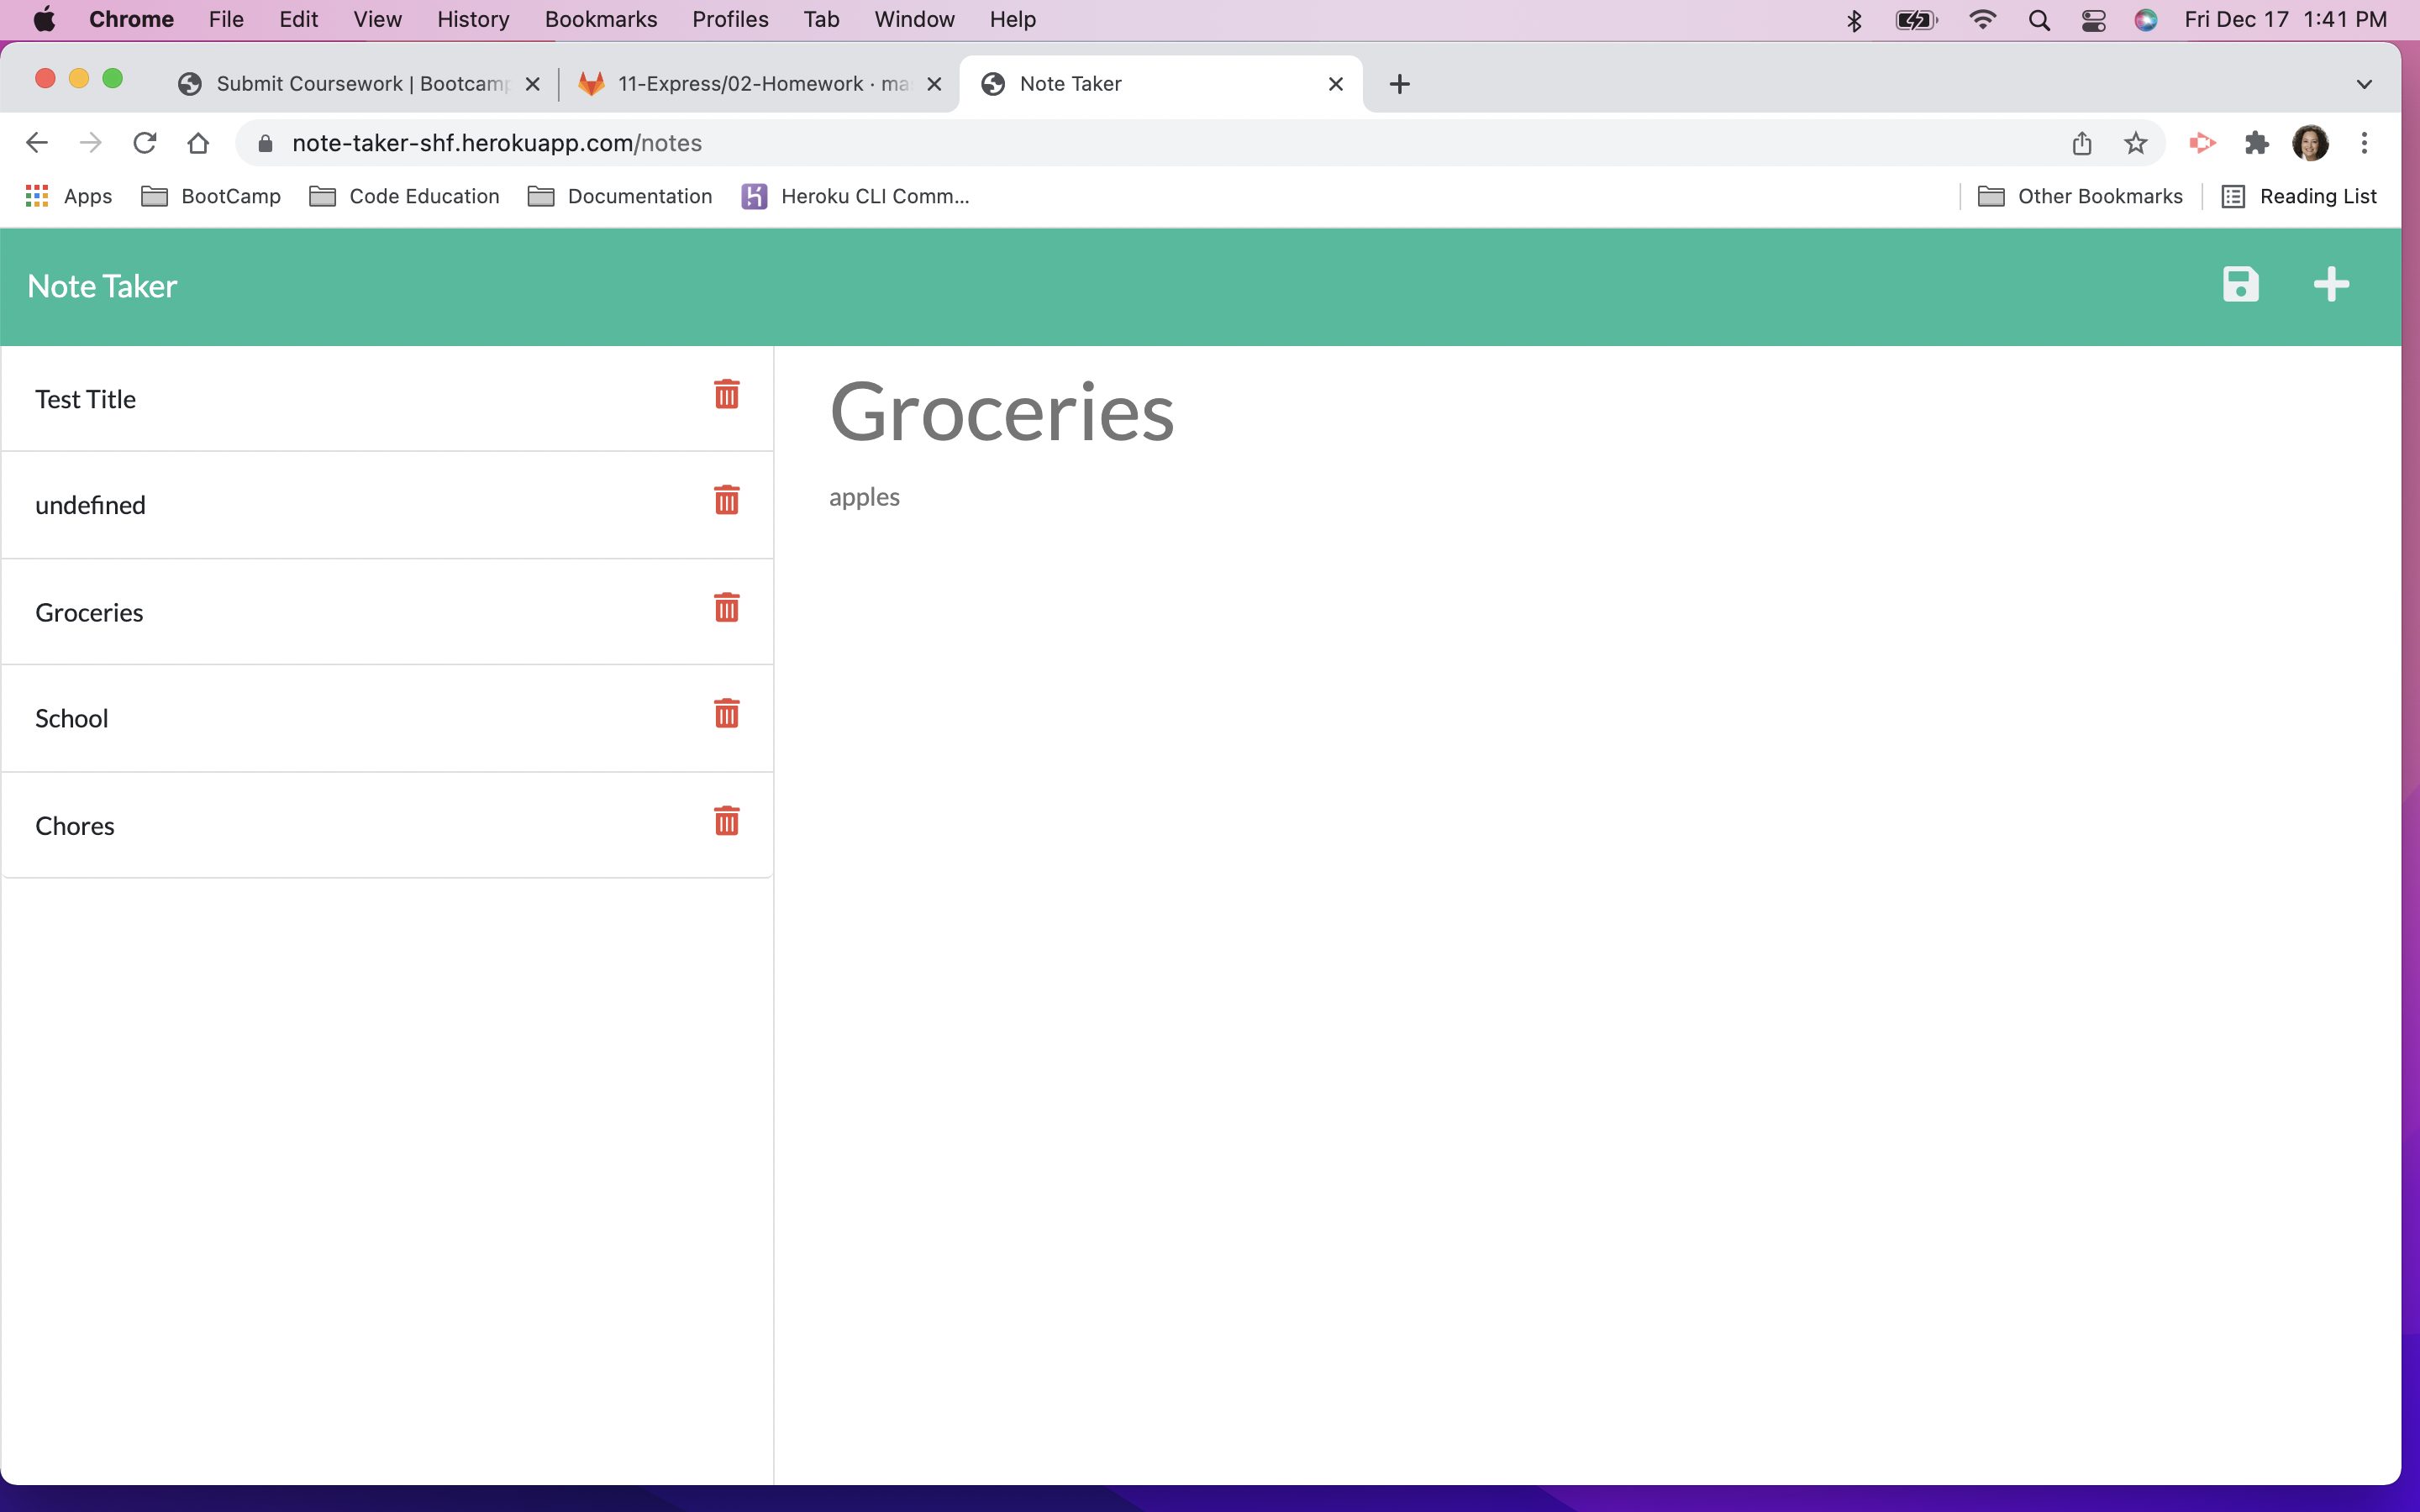 Chrome File Edit View History Bookmarks Profiles Tab Window Help Fri Dec 17 1:41 PM
Submit Coursework | Bootcamp 11-Express/02-Homework · ma Note Taker
note-taker-shf.herokuapp.com/notes
Apps BootCamp Code Education Documentation Heroku CLI Comm... Other Bookmarks Reading List
Note Taker
Test Title
undefined
Groceries
School
Chores
Groceries
apples